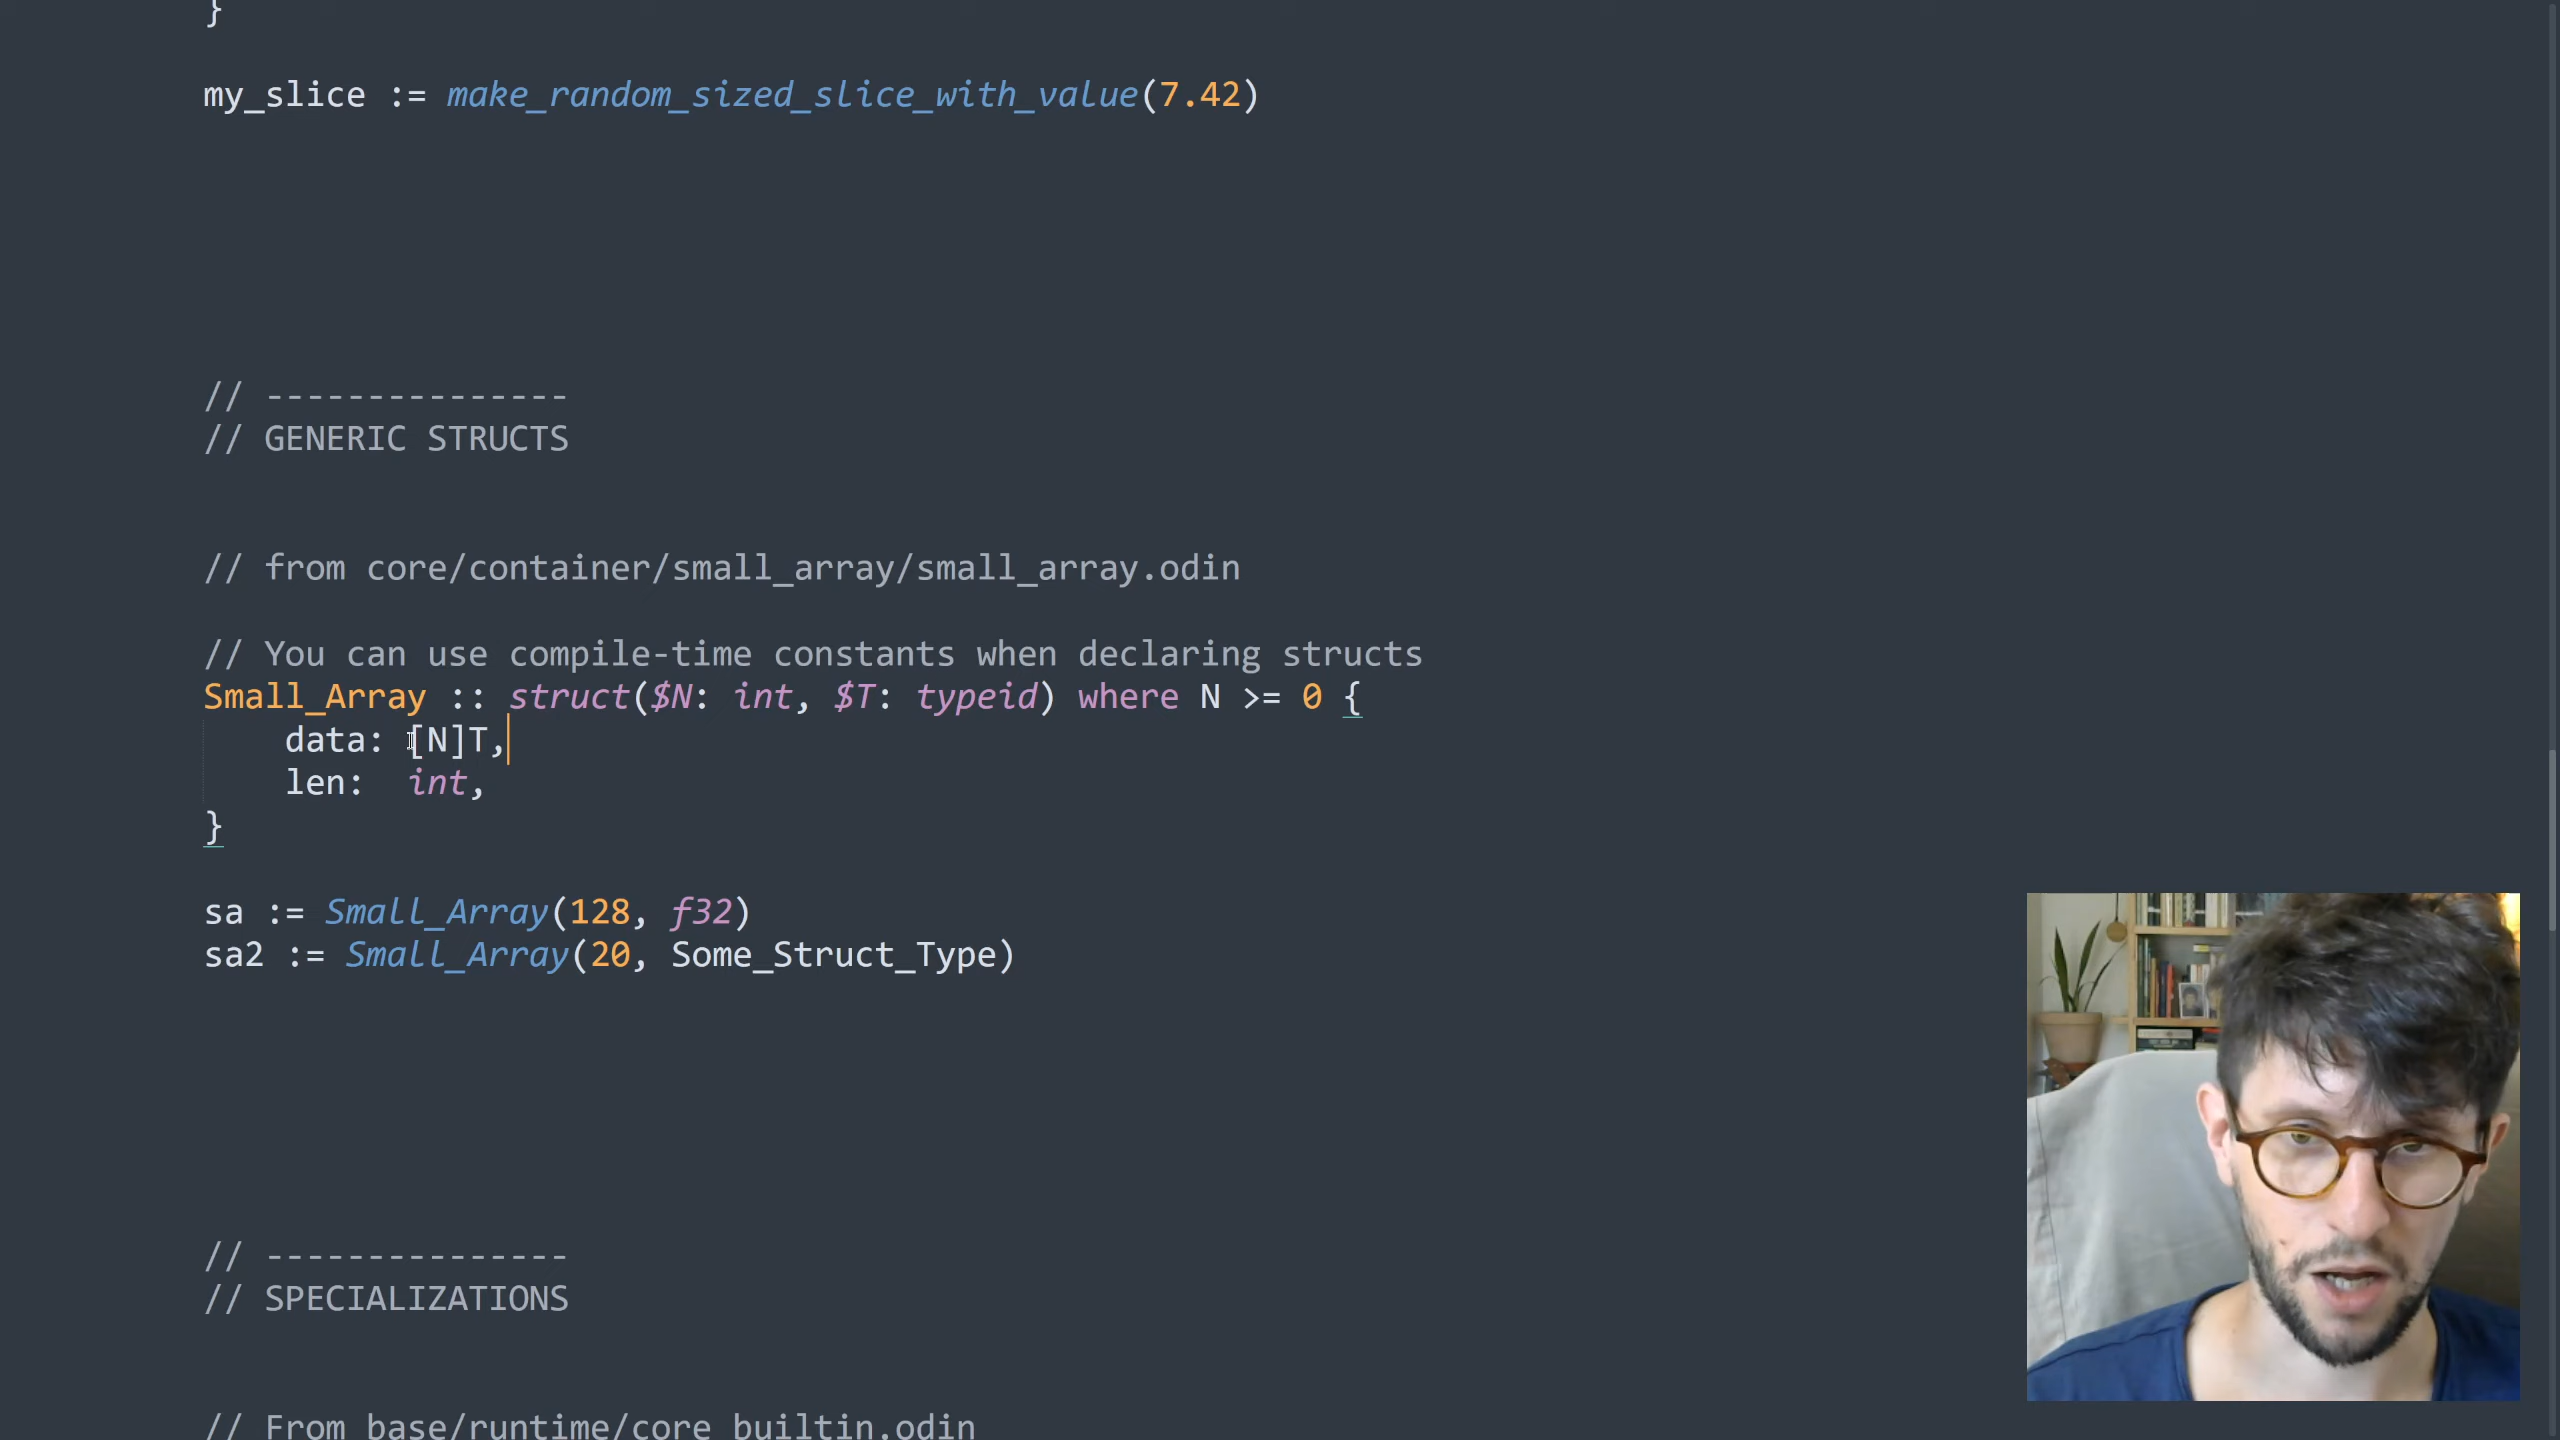 }
my_slice := make_random_sized_slice_with_value(7.42)
// ---------------
// GENERIC STRUCTS
// from core/container/small_array/small_array.odin
// You can use compile-time constants when declaring structs
Small_Array :: struct($N: int, $T: typeid) where N >= 0 {
data: [N]T,
len: int,
}
sa := Small_Array(128, f32)
sa2 := Small_Array(20, Some_Struct_Type)
// ---------------
// SPECIALIZATIONS
// From base/runtime/core_builtin.odin